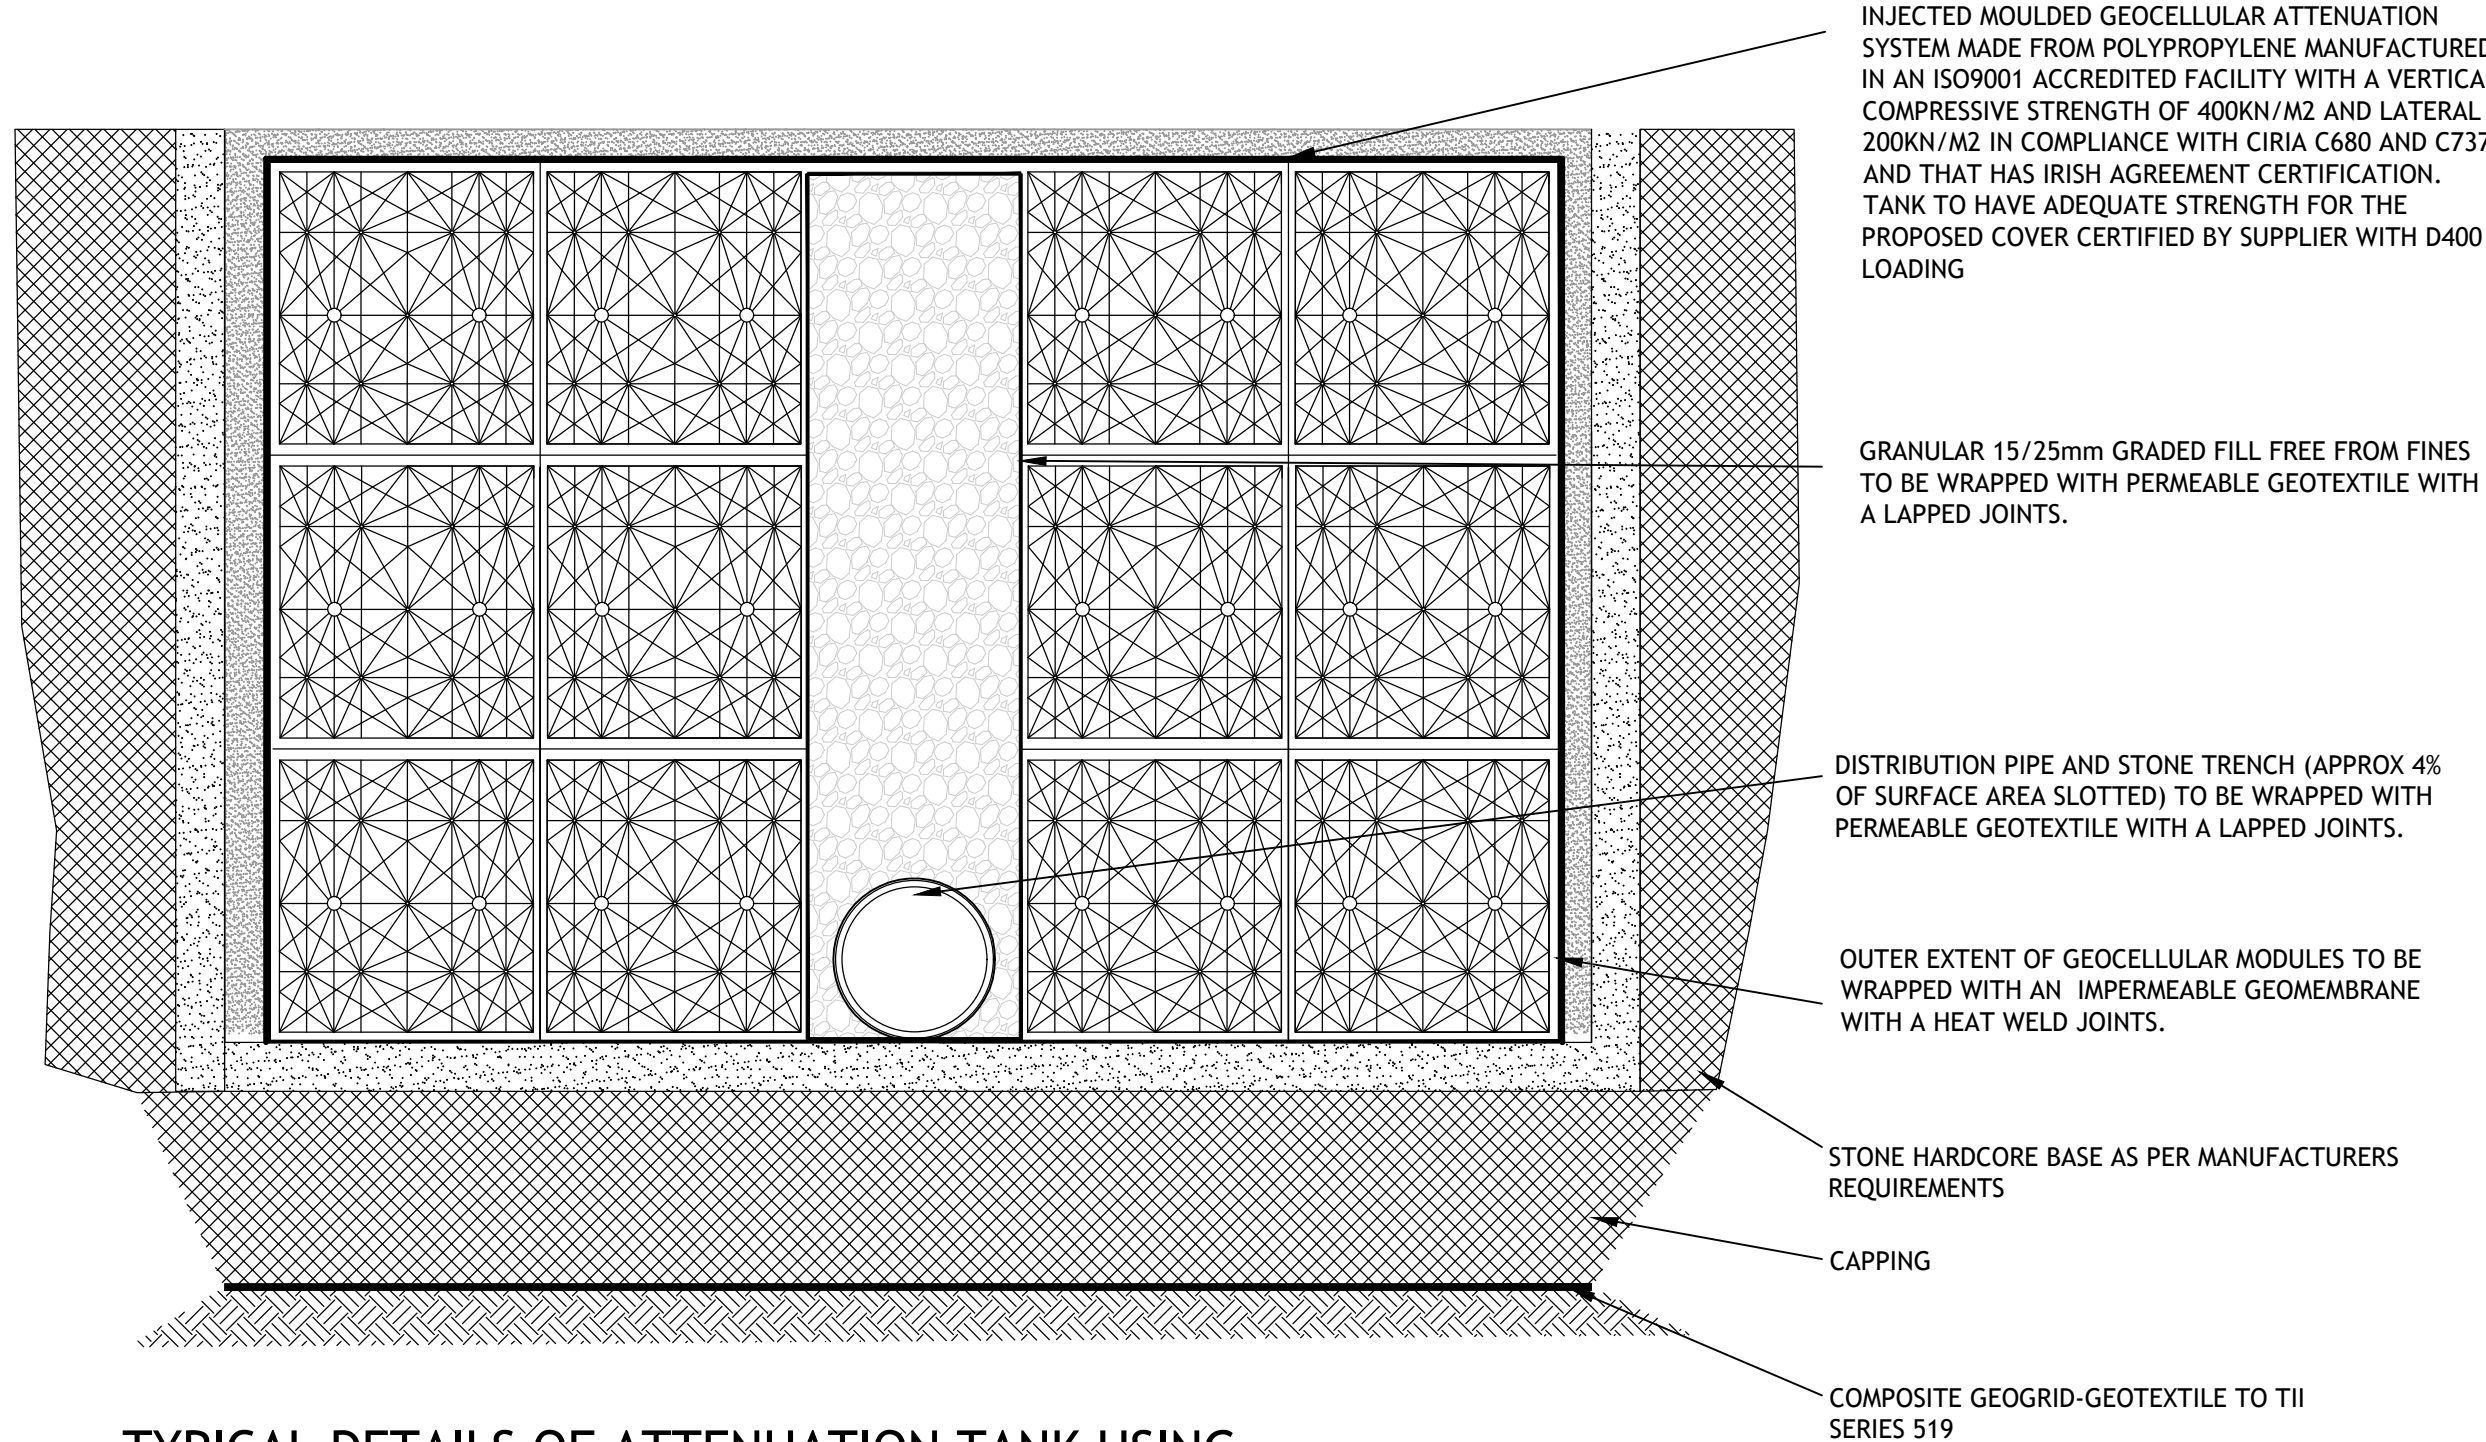 INJECTED MOULDED GEOCELLULAR ATTENUATION
SYSTEM MADE FROM POLYPROPYLENE MANUFACTURED
IN AN ISO9001 ACCREDITED FACILITY WITH A VERTICA
COMPRESSIVE STRENGTH OF 400KN/M2 AND LATERAL
200KN/M2 IN COMPLIANCE WITH CIRIA C680 AND C737
AND THAT HAS IRISH AGREEMENT CERTIFICATION.
TANK TO HAVE ADEQUATE STRENGTH FOR THE
PROPOSED COVER CERTIFIED BY SUPPLIER WITH D400
LOADING
GRANULAR 15/25mm GRADED FILL FREE FROM FINES
TO BE WRAPPED WITH PERMEABLE GEOTEXTILE WITH
A LAPPED JOINTS.
DISTRIBUTION PIPE AND STONE TRENCH (APPROX 4%
OF SURFACE AREA SLOTTED) TO BE WRAPPED WITH
PERMEABLE GEOTEXTILE WITH A LAPPED JOINTS.
OUTER EXTENT OF GEOCELLULAR MODULES TO BE
WRAPPED WITH AN IMPERMEABLE GEOMEMBRANE
WITH A HEAT WELD JOINTS.
STONE HARDCORE BASE AS PER MANUFACTURERS
REQUIREMENTS
CAPPING
COMPOSITE GEOGRID-GEOTEXTILE TO TII
SERIES 519
TYPICAL DETAILS OF ATTENUATION TANK USING